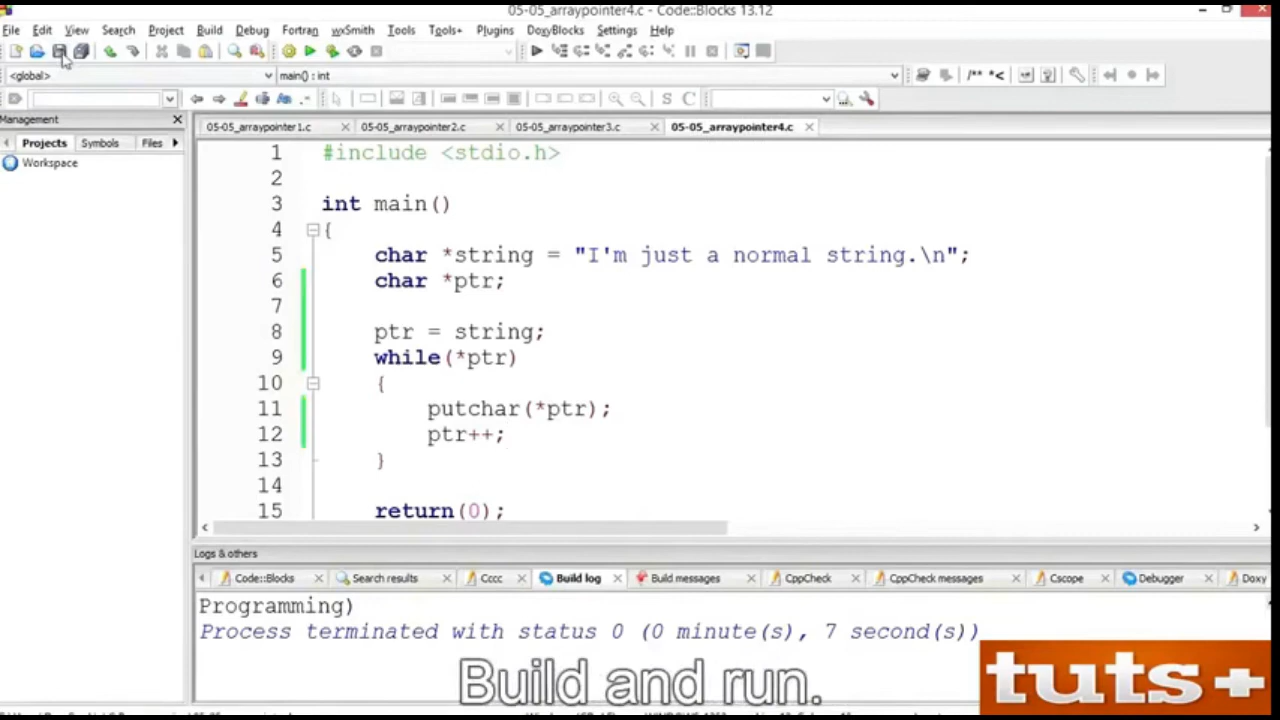 05-05_arraypointer4.c - Code::Blocks 13.12
File Edit View Search Project Build Debug Fortran wxSmith Tools Tools+ Plugins DoxyBlocks Settings Help
<global> main() : int /** *<
S C
Management
Projects Symbols Files
Workspace
05-05_arraypointer1.c 05-05_arraypointer2.c 05-05_arraypointer3.c 05-05_arraypointer4.c
1 #include <stdio.h>
2
3 int main()
4 {
5 char *string = "I'm just a normal string.\n";
6 char *ptr;
7
8 ptr = string;
9 while(*ptr)
10 {
11 putchar(*ptr);
12 ptr++;
13 }
14
15 return(0);
Logs & others
Code::Blocks Search results Cccc Build log Build messages CppCheck CppCheck messages Cscope Debugger Doxy
Programming)
Process terminated with status 0 (0 minute(s), 7 second(s))
Build and run.
tuts+